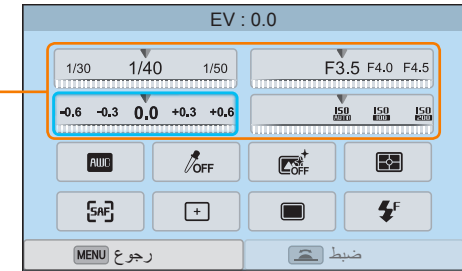 EV : 0.0
1/30 1/40 1/50 F3.5 F4.0 F4.5
-0.6 -0.3 0.0 +0.3 +0.6 ISO AUTO ISO 100 ISO 200
AWB OFF OFF
SAF F
MENU رجوع ضبط